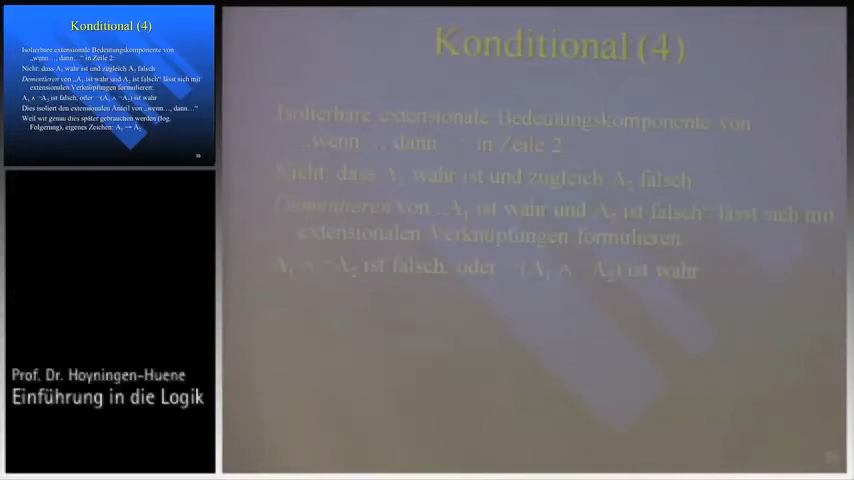 Konditional (4)
Isolierbare extensionale Bedeutungskomponente von
„wenn…, dann…“ in Zeile 2:
Nicht: dass A₁ wahr ist und zugleich A₂ falsch
Dementieren von „A₁ ist wahr und A₂ ist falsch“ lässt sich mit
extensionalen Verknüpfungen formulieren:
A₁ ∧ ¬A₂ ist falsch, oder ¬(A₁ ∧ ¬A₂) ist wahr
Dies isoliert den extensionalen Anteil von „wenn…, dann…“
Weil wir genau dies später gebrauchen werden (log.
Folgerung), eigenes Zeichen: A₁ → A₂
Prof. Dr. Hoyningen-Huene
Einführung in die Logik
Konditional (4)
Isolierbare extensionale Bedeutungskomponente von
„wenn…, dann…“ in Zeile 2:
Nicht: dass A₁ wahr ist und zugleich A₂ falsch
Dementieren von „A₁ ist wahr und A₂ ist falsch“ lässt sich mit
extensionalen Verknüpfungen formulieren:
A₁ ∧ ¬A₂ ist falsch, oder ¬(A₁ ∧ ¬A₂) ist wahr